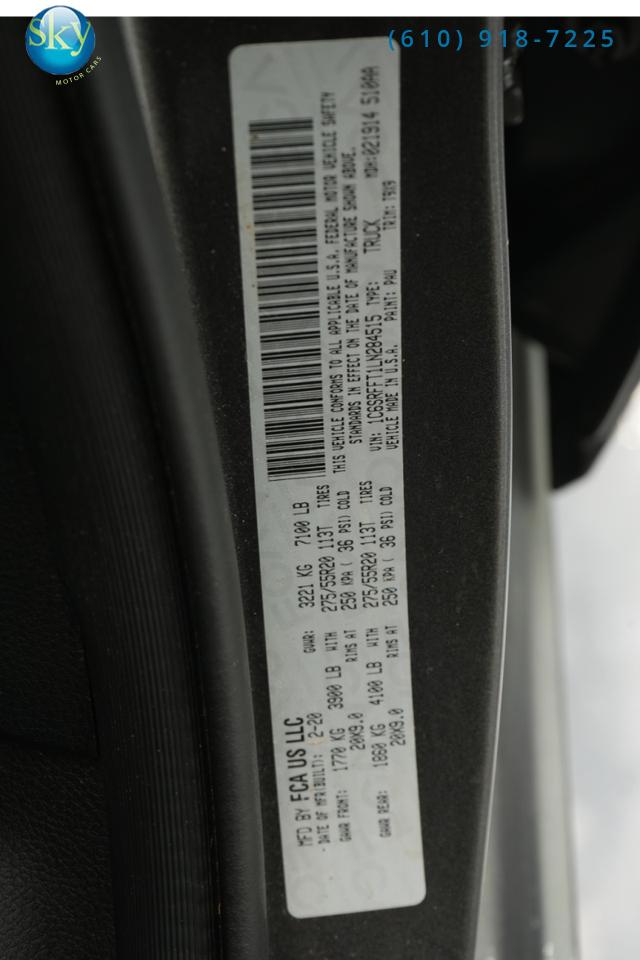 Sky
MOTOR CARS
(610) 918-7225
MFD BY FCA US LLC
DATE OF MFR(BUILT): 2-20 GVWR: 3221 KG 7100 LB
GAWR FRONT: 1770 KG 3900 LB WITH 275/55R20 113T TIRES
20X9.0 RIMS AT 250 KPA ( 36 PSI) COLD
GAWR REAR: 1860 KG 4100 LB WITH 275/55R20 113T TIRES
20X9.0 RIMS AT 250 KPA ( 36 PSI) COLD
THIS VEHICLE CONFORMS TO ALL APPLICABLE U.S.A. FEDERAL MOTOR VEHICLE SAFETY
STANDARDS IN EFFECT ON THE DATE OF MANUFACTURE SHOWN ABOVE.
VIN: 1C6SRFFT1LN284515 TYPE: TRUCK MDH:021914 510AA
VEHICLE MADE IN U.S.A. PAINT: PAU TRIM: T9X9